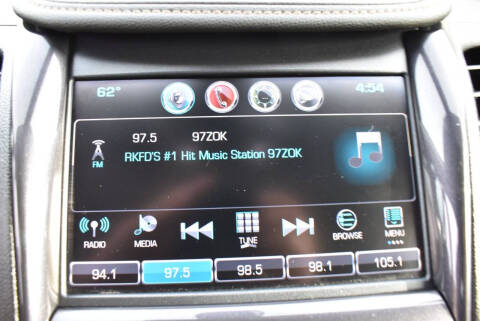 62° 4:54
97.5 97ZOK
FM RKFD'S #1 Hit Music Station 97ZOK
RADIO MEDIA TUNE BROWSE MENU
94.1 97.5 98.5 98.1 105.1